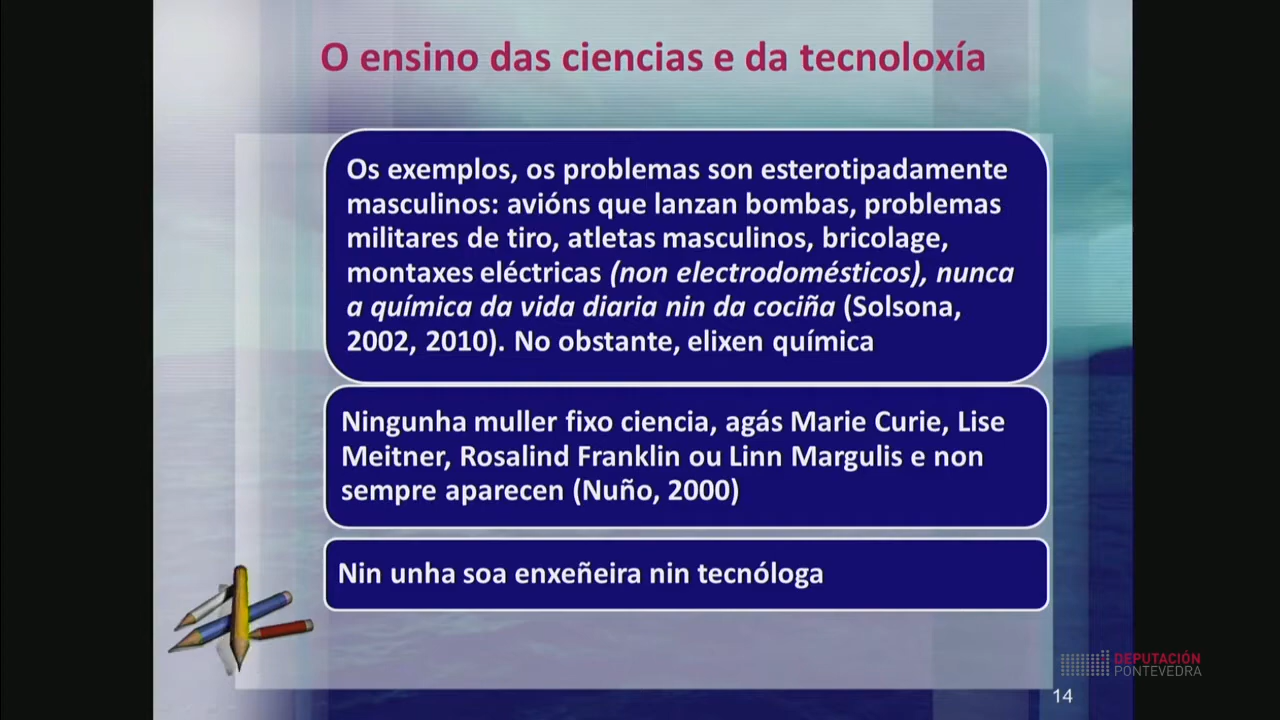 O ensino das ciencias e da tecnoloxía
Os exemplos, os problemas son esterotipadamente
masculinos: avións que lanzan bombas, problemas
militares de tiro, atletas masculinos, bricolage,
montaxes eléctricas (non electrodomésticos), nunca
a química da vida diaria nin da cociña (Solsona,
2002, 2010). No obstante, elixen química
Ningunha muller fixo ciencia, agás Marie Curie, Lise
Meitner, Rosalind Franklin ou Linn Margulis e non
sempre aparecen (Nuño, 2000)
Nin unha soa enxeñeira nin tecnóloga
DEPUTACIÓN
PONTEVEDRA
14